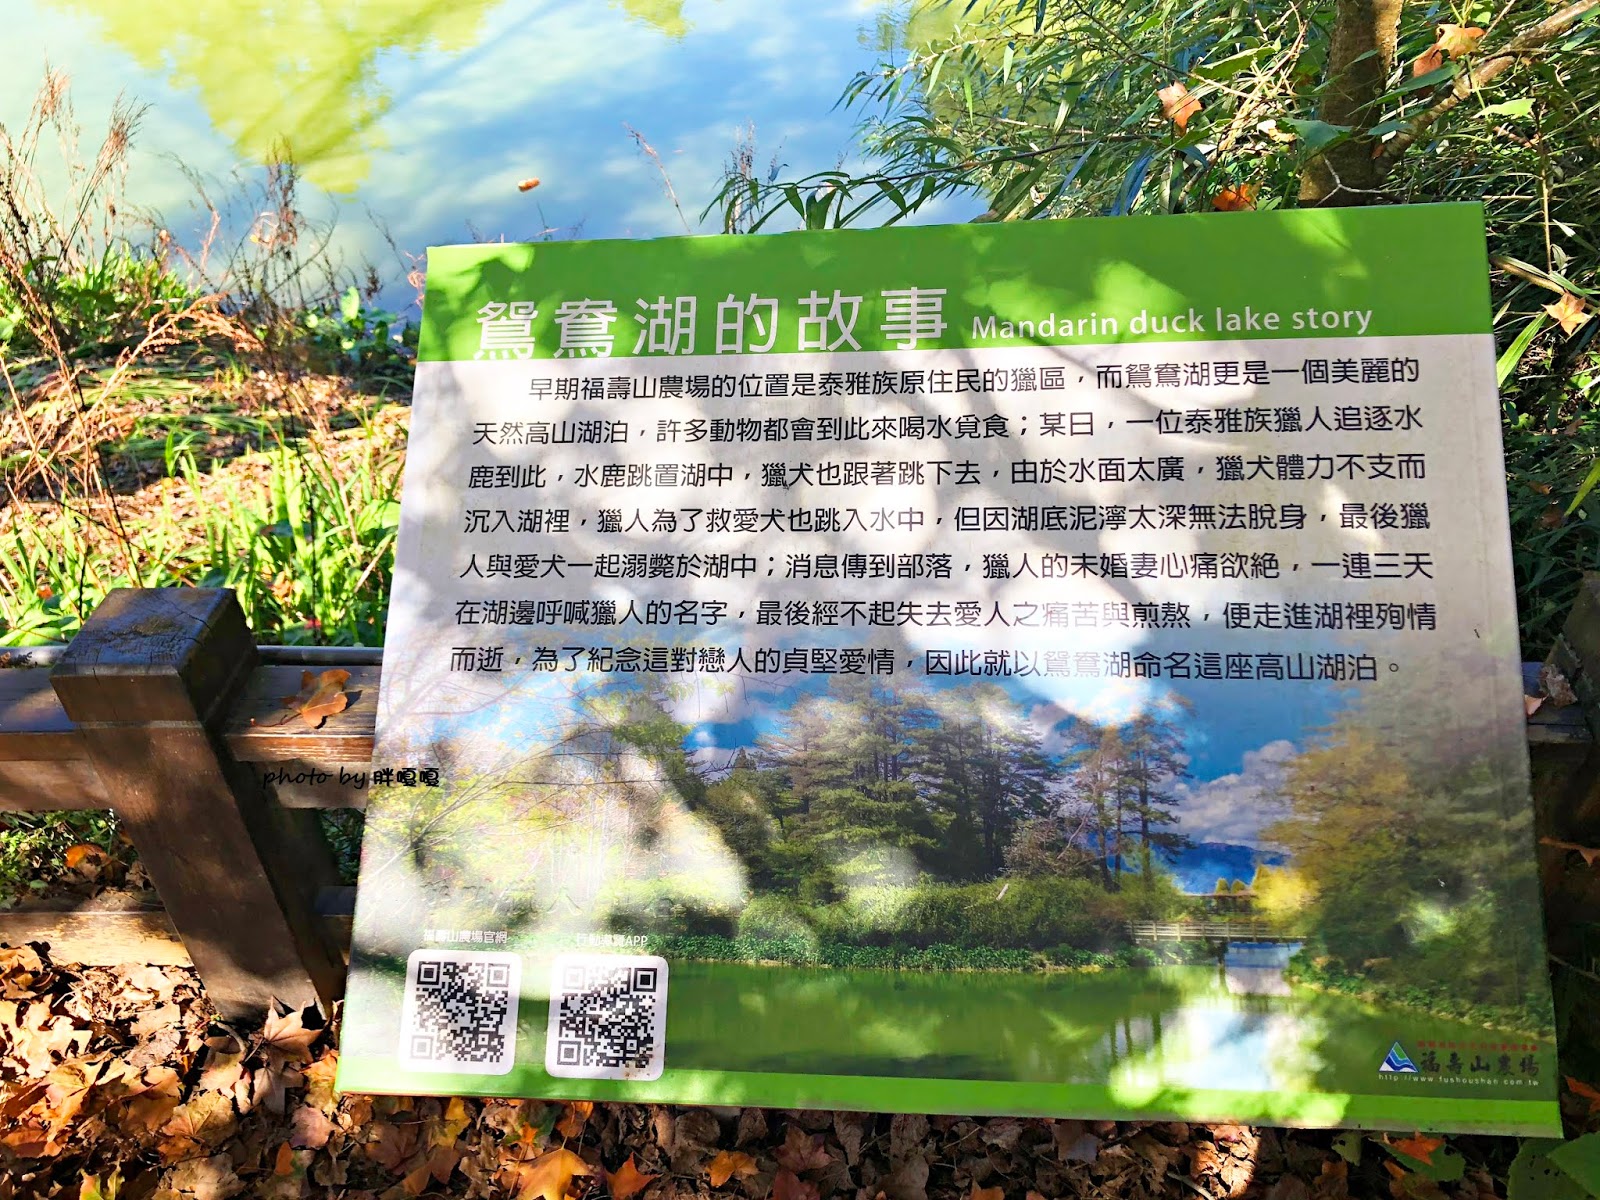 鴛鴦湖的故事 Mandarin duck lake story
早期福壽山農場的位置是泰雅族原住民的獵區，而鴛鴦湖更是一個美麗的
天然高山湖泊，許多動物都會到此來喝水覓食；某日，一位泰雅族獵人追逐水
鹿到此，水鹿跳置湖中，獵犬也跟著跳下去，由於水面太廣，獵犬體力不支而
沉入湖裡，獵人為了救愛犬也跳入水中，但因湖底泥濘太深無法脫身，最後獵
人與愛犬一起溺斃於湖中；消息傳到部落，獵人的未婚妻心痛欲絕，一連三天
在湖邊呼喊獵人的名字，最後經不起失去愛人之痛苦與煎熬，便走進湖裡殉情
而逝，為了紀念這對戀人的貞堅愛情，因此就以鴛鴦湖命名這座高山湖泊。
photo by 胖嘎嘎
福壽山農場官網
行動導覽APP
福壽山農場
http://www.fushoushan.com.tw